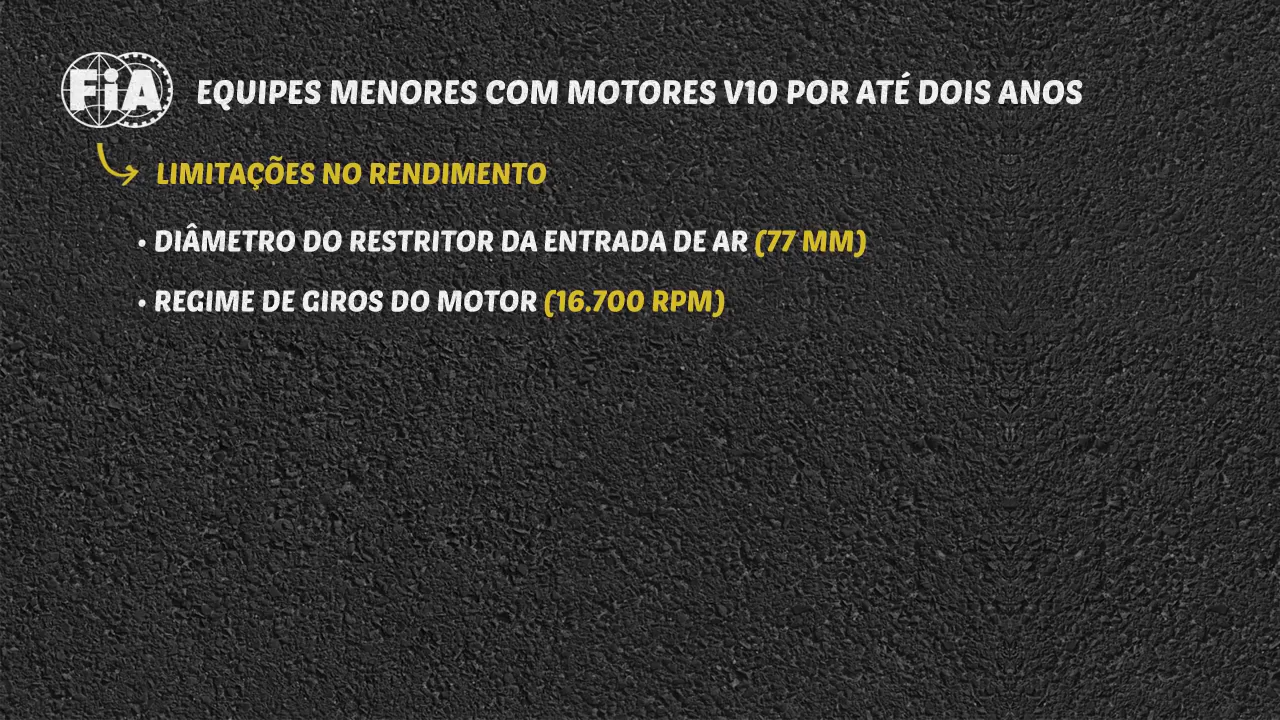 FiA
EQUIPES MENORES COM MOTORES V10 POR ATÉ DOIS ANOS
LIMITAÇÕES NO RENDIMENTO
• DIÂMETRO DO RESTRITOR DA ENTRADA DE AR (77 MM)
• REGIME DE GIROS DO MOTOR (16.700 RPM)